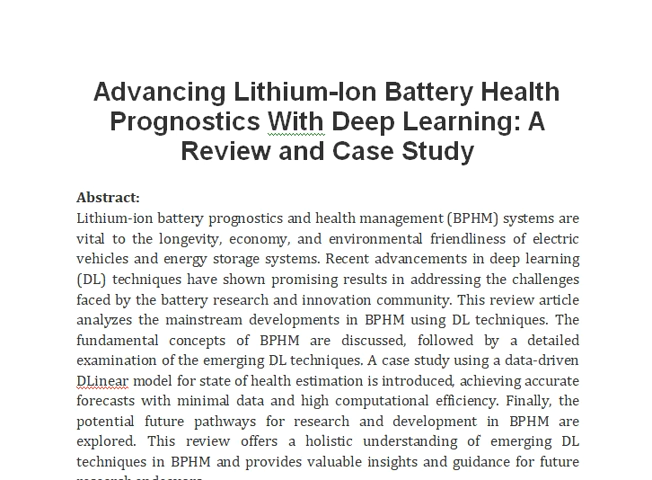 Advancing Lithium-Ion Battery Health
Prognostics With Deep Learning: A
Review and Case Study
Abstract:
Lithium-ion battery prognostics and health management (BPHM) systems are
vital to the longevity, economy, and environmental friendliness of electric
vehicles and energy storage systems. Recent advancements in deep learning
(DL) techniques have shown promising results in addressing the challenges
faced by the battery research and innovation community. This review article
analyzes the mainstream developments in BPHM using DL techniques. The
fundamental concepts of BPHM are discussed, followed by a detailed
examination of the emerging DL techniques. A case study using a data-driven
DLinear model for state of health estimation is introduced, achieving accurate
forecasts with minimal data and high computational efficiency. Finally, the
potential future pathways for research and development in BPHM are
explored. This review offers a holistic understanding of emerging DL
techniques in BPHM and provides valuable insights and guidance for future